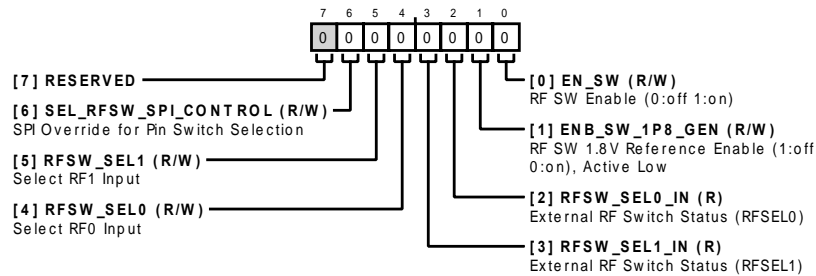 7 6 5 4 3 2 1 0
0 0 0 0 0 0 0 0
[7] RESERVED
[6] SEL_RFSW_SPI_CONTROL (R/W)
SPI Override for Pin Switch Selection
[5] RFSW_SEL1 (R/W)
Select RF1 Input
[4] RFSW_SEL0 (R/W)
Select RF0 Input
[0] EN_SW (R/W)
RF SW Enable (0:off 1:on)
[1] ENB_SW_1P8_GEN (R/W)
RF SW 1.8V Reference Enable (1:off
0:on), Active Low
[2] RFSW_SEL0_IN (R)
External RF Switch Status (RFSEL0)
[3] RFSW_SEL1_IN (R)
External RF Switch Status (RFSEL1)